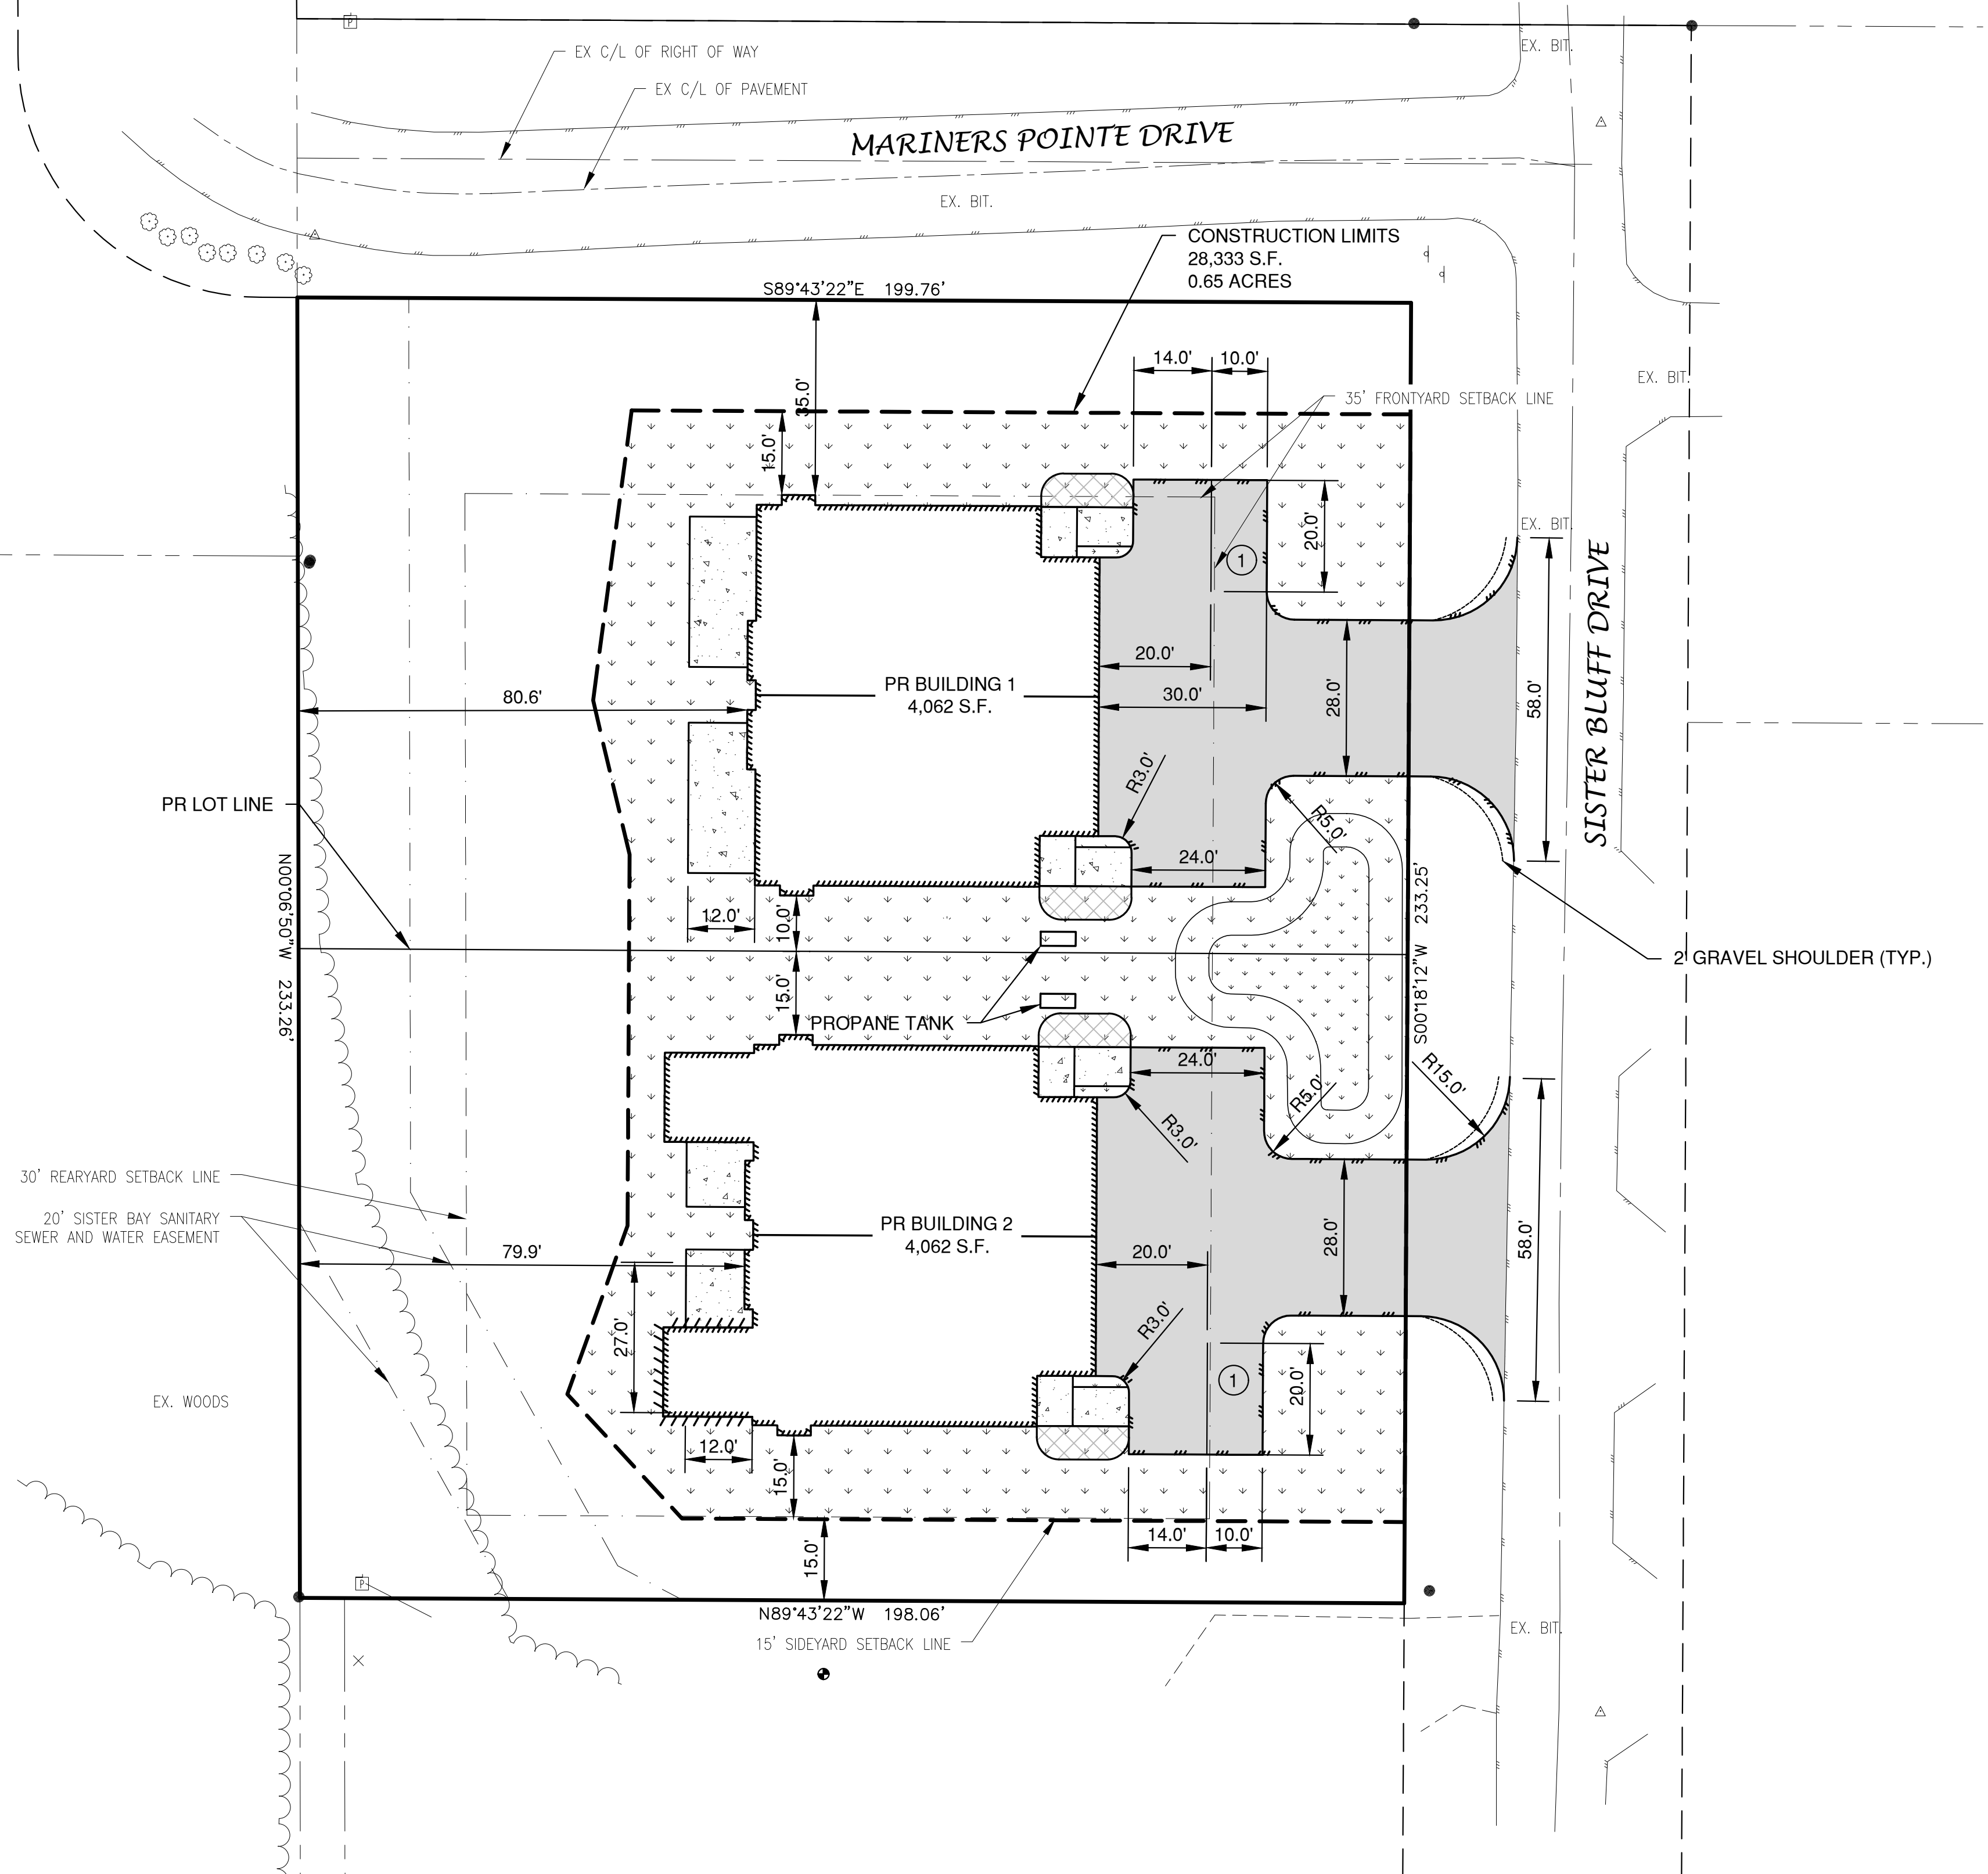 P
EX. BIT.
EX C/L OF RIGHT OF WAY
EX C/L OF PAVEMENT
MARINERS POINTE DRIVE
EX. BIT.
CONSTRUCTION LIMITS
28,333 S.F.
0.65 ACRES
S89°43'22"E 199.76'
14.0'
10.0'
EX. BIT.
35' FRONTYARD SETBACK LINE
35.0'
15.0'
20.0'
EX. BIT.
1
SISTER BLUFF DRIVE
20.0'
PR BUILDING 1
4,062 S.F.
80.6'
30.0'
28.0'
58.0'
R3.0'
PR LOT LINE
R5.0'
24.0'
N00°06'50"W 233.26'
12.0'
10.0'
S00°18'12"W 233.25'
2' GRAVEL SHOULDER (TYP.)
15.0'
PROPANE TANK
24.0'
R5.0'
R15.0'
R3.0'
30' REARYARD SETBACK LINE
20' SISTER BAY SANITARY
SEWER AND WATER EASEMENT
PR BUILDING 2
4,062 S.F.
79.9'
20.0'
28.0'
58.0'
27.0'
R3.0'
1
20.0'
EX. WOODS
12.0'
15.0'
14.0'
10.0'
15.0'
P
N89°43'22"W 198.06'
15' SIDEYARD SETBACK LINE
EX. BIT.